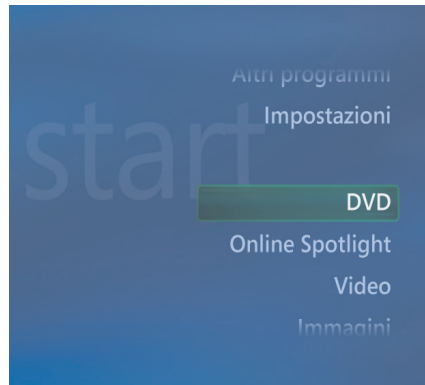 Altri programmi
Impostazioni
start
DVD
Online Spotlight
Video
Immagini